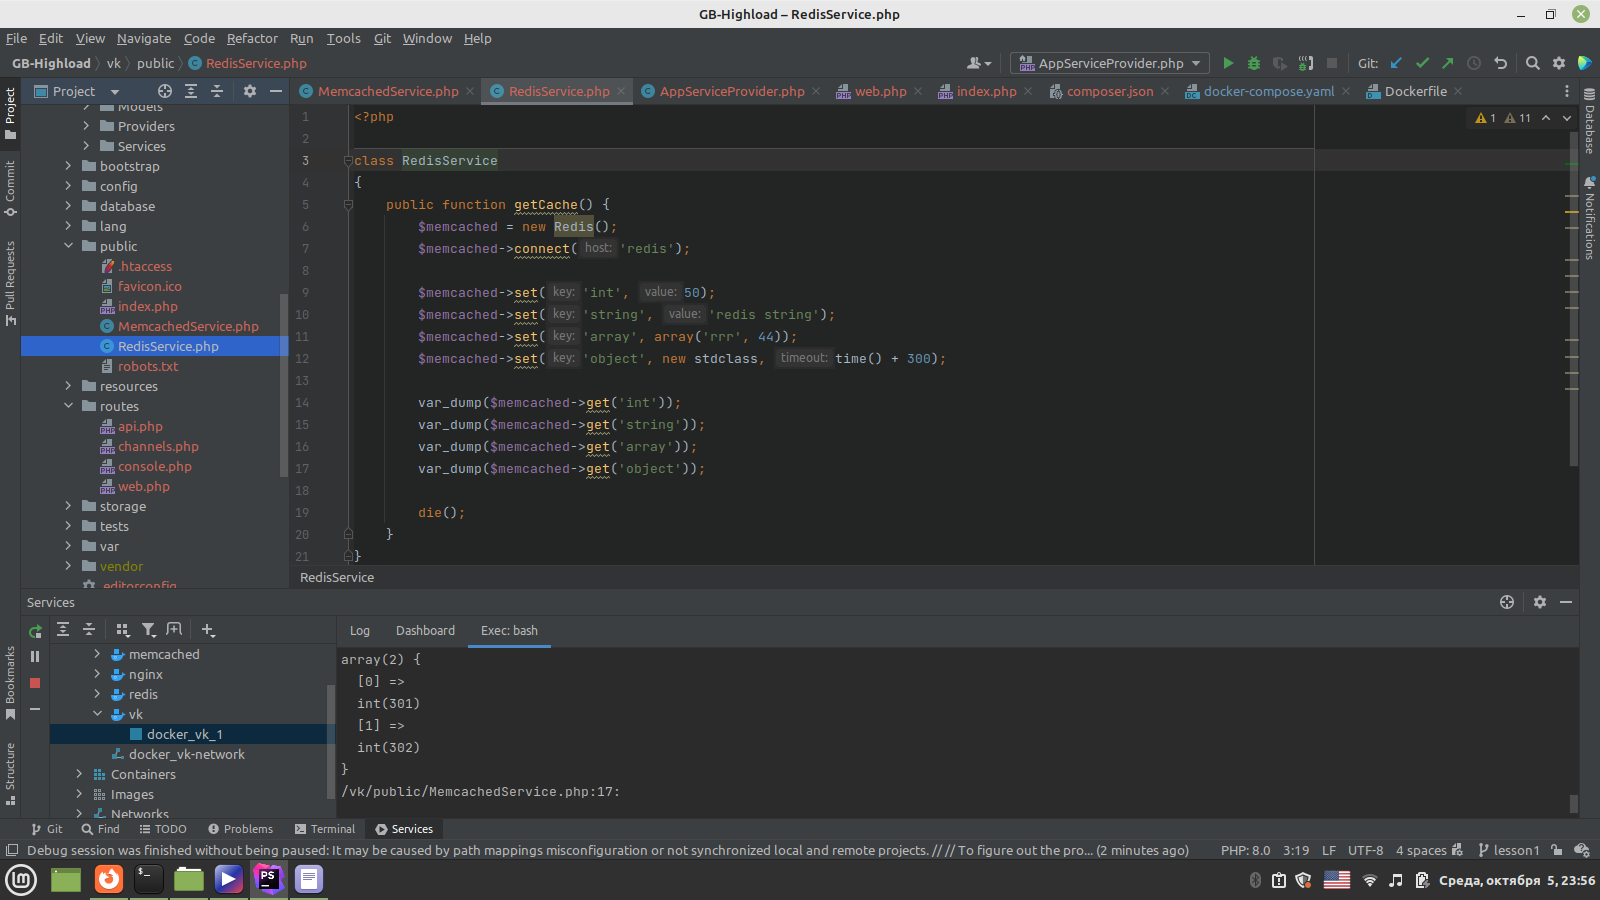 GB-Highload – RedisService.php
File Edit View Navigate Code Refactor Run Tools Git Window Help
GB-Highload vk public RedisService.php
AppServiceProvider.php
Git:
Project
MemcachedService.php RedisService.php AppServiceProvider.php web.php index.php composer.json docker-compose.yaml Dockerfile
Project
Commit
Pull Requests
Bookmarks
Structure
Models
Providers
Services
bootstrap
config
database
lang
public
.htaccess
favicon.ico
index.php
MemcachedService.php
RedisService.php
robots.txt
resources
routes
api.php
channels.php
console.php
web.php
storage
tests
var
vendor
.editorconfig
1 <?php
2
3 class RedisService
4 {
5 public function getCache() {
6 $memcached = new Redis();
7 $memcached->connect( host: 'redis');
8
9 $memcached->set( key: 'int', value: 50);
10 $memcached->set( key: 'string', value: 'redis string');
11 $memcached->set( key: 'array', array('rrr', 44));
12 $memcached->set( key: 'object', new stdclass, timeout: time() + 300);
13
14 var_dump($memcached->get('int'));
15 var_dump($memcached->get('string'));
16 var_dump($memcached->get('array'));
17 var_dump($memcached->get('object'));
18
19 die();
20 }
21 }
1 11
Database
Notifications
RedisService
Services
memcached
nginx
redis
vk
docker_vk_1
docker_vk-network
Containers
Images
Networks
Log Dashboard Exec: bash
array(2) {
[0] =>
int(301)
[1] =>
int(302)
}
/vk/public/MemcachedService.php:17:
Git Find TODO Problems Terminal Services
Debug session was finished without being paused: It may be caused by path mappings misconfiguration or not synchronized local and remote projects. // // To figure out the pro... (2 minutes ago) PHP: 8.0 3:19 LF UTF-8 4 spaces lesson1
Среда, октября 5, 23:56